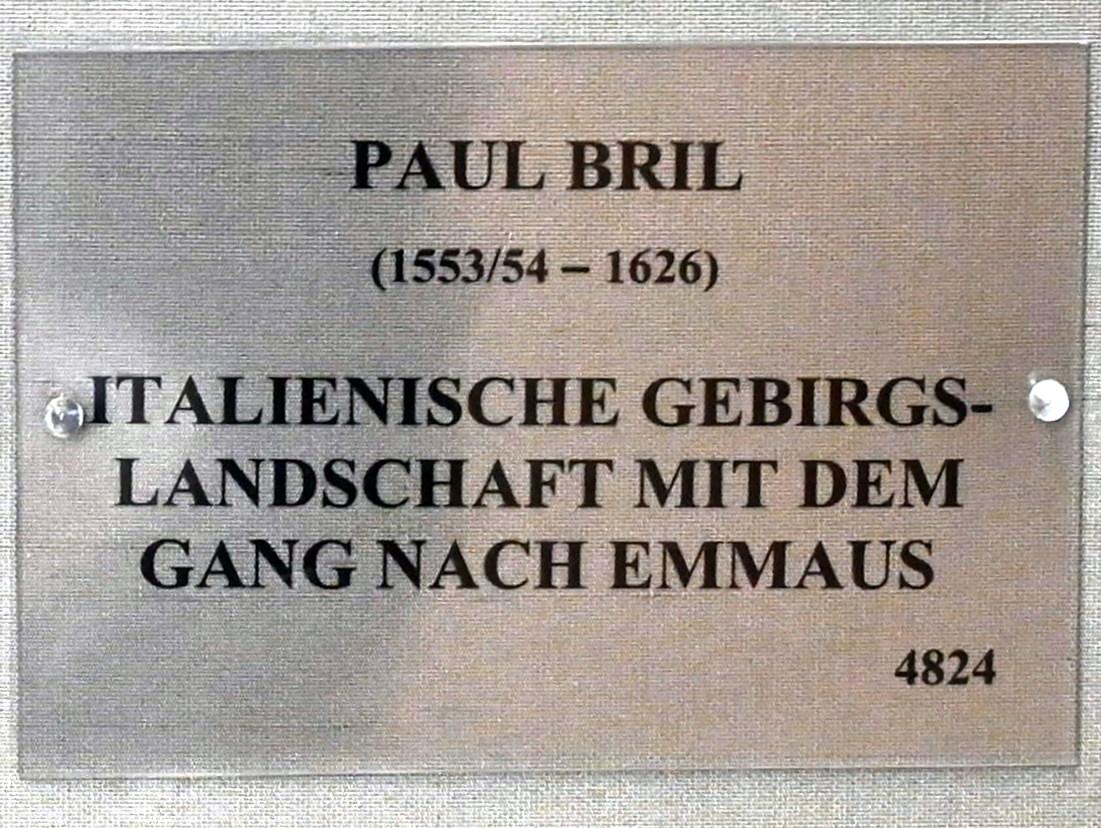 PAUL BRIL
(1553/54 – 1626)
ITALIENISCHE GEBIRGS-
LANDSCHAFT MIT DEM
GANG NACH EMMAUS
4824